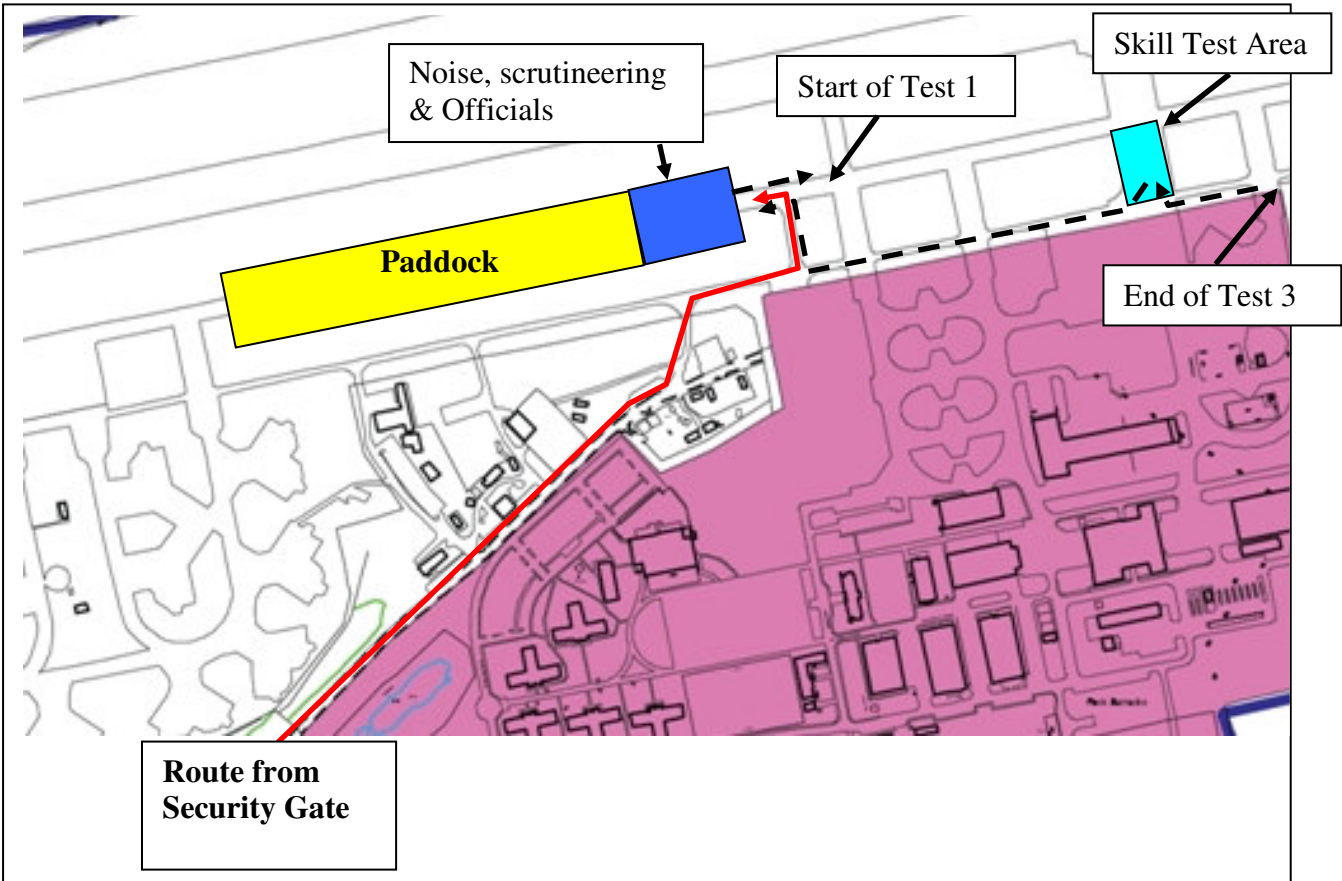 Skill Test Area
Noise, scrutineering
& Officials
Start of Test 1
Paddock
End of Test 3
Route from
Security Gate